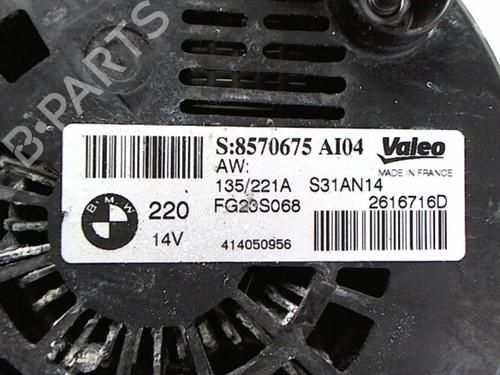 B-PARTS
S:8570675 AI04
Valeo
AW:
MADE IN FRANCE
135/221A S31AN14
B M W
220
FG23S068
2616716D
14V
414050956